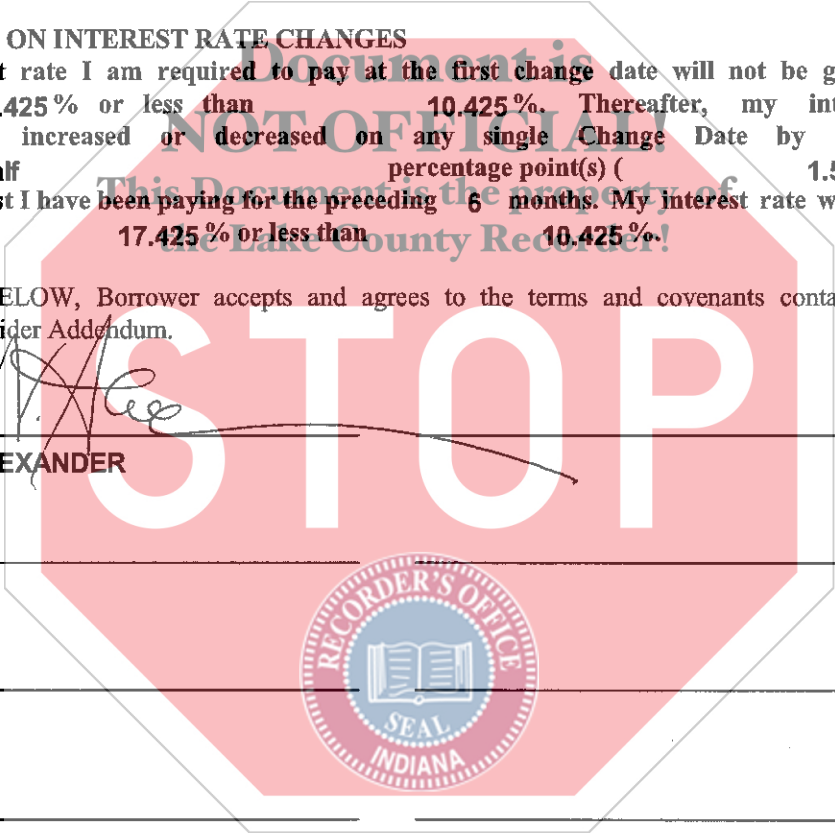 ON INTEREST RATE CHANGES
t rate I am required to pay at the first change date will not be g
.425 % or less than 10.425 %. Thereafter, my int
increased or decreased on any single Change Date by
alf percentage point(s) ( 1.5
st I have been paying for the preceding 6 months. My interest rate w
17.425 % or less than 10.425 %.
ELOW, Borrower accepts and agrees to the terms and covenants conta
ider Addendum.
EXANDER
Document is
NOT OFFICIAL!
This Document is the property of
the Lake County Recorder!
STOP
RECORDER'S OFFICE
SEAL
INDIANA